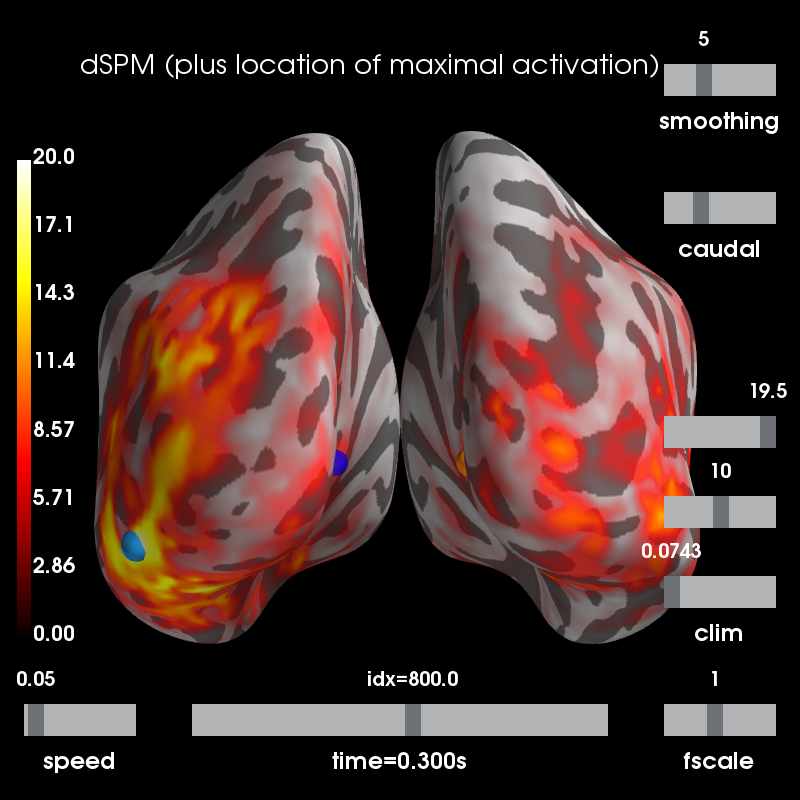 5
dSPM (plus location of maximal activation)
smoothing
20.0
17.1
14.3
11.4
8.57
5.71
2.86
0.00
caudal
19.5
10
0.0743
clim
0.05
idx=800.0
1
speed
time=0.300s
fscale